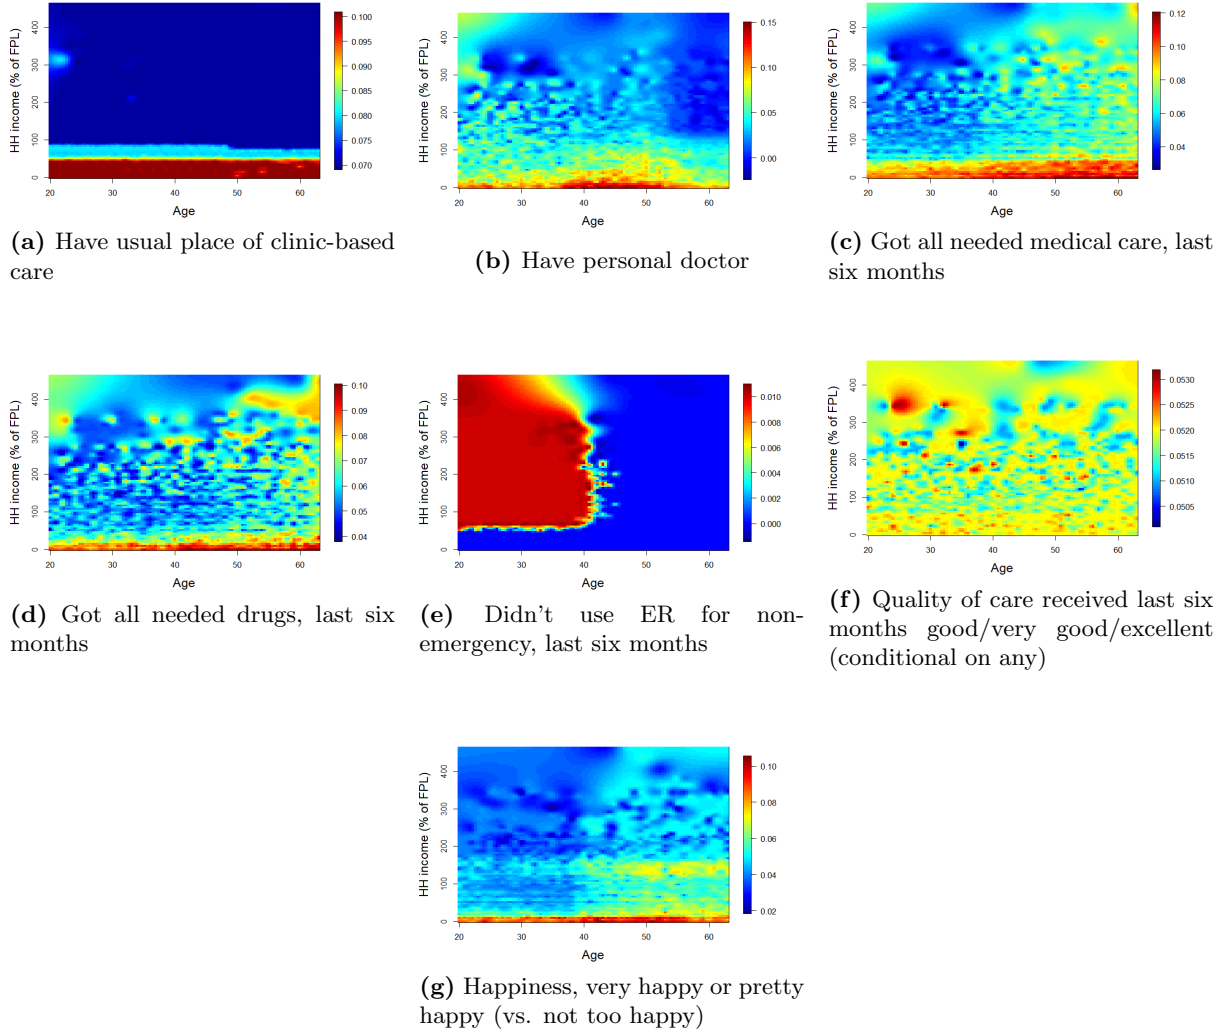 HH income (% of FPL)
400
300
200
100
0
20 30 40 50 60
Age
0.100
0.095
0.090
0.085
0.080
0.075
0.070
(a) Have usual place of clinic-based
care
HH income (% of FPL)
400
300
200
100
0
20 30 40 50 60
Age
0.15
0.10
0.05
0.00
(b) Have personal doctor
HH income (% of FPL)
400
300
200
100
0
20 30 40 50 60
Age
0.12
0.10
0.08
0.06
0.04
(c) Got all needed medical care, last
six months
HH income (% of FPL)
400
300
200
100
0
20 30 40 50 60
Age
0.10
0.09
0.08
0.07
0.06
0.05
0.04
(d) Got all needed drugs, last six
months
HH income (% of FPL)
400
300
200
100
0
20 30 40 50 60
Age
0.010
0.008
0.006
0.004
0.002
0.000
(e) Didn't use ER for non-
emergency, last six months
HH income (% of FPL)
400
300
200
100
0
20 30 40 50 60
Age
0.0530
0.0525
0.0520
0.0515
0.0510
0.0505
(f) Quality of care received last six
months good/very good/excellent
(conditional on any)
HH income (% of FPL)
400
300
200
100
0
20 30 40 50 60
Age
0.10
0.08
0.06
0.04
0.02
(g) Happiness, very happy or pretty
happy (vs. not too happy)